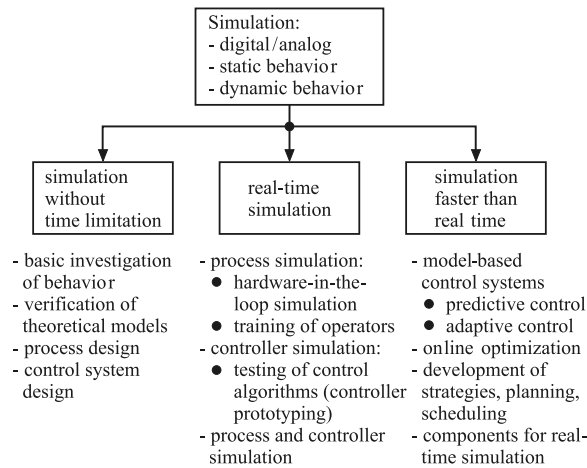 Simulation:
- digital/analog
- static behavior
- dynamic behavior
simulation
without
time limitation
- basic investigation
of behavior
- verification of
theoretical models
- process design
- control system
design
real-time
simulation
- process simulation:
● hardware-in-the-
loop simulation
● training of operators
- controller simulation:
● testing of control
algorithms (controller
prototyping)
- process and controller
simulation
simulation
faster than
real time
- model-based
control systems
● predictive control
● adaptive control
- online optimization
- development of
strategies, planning,
scheduling
- components for real-
time simulation